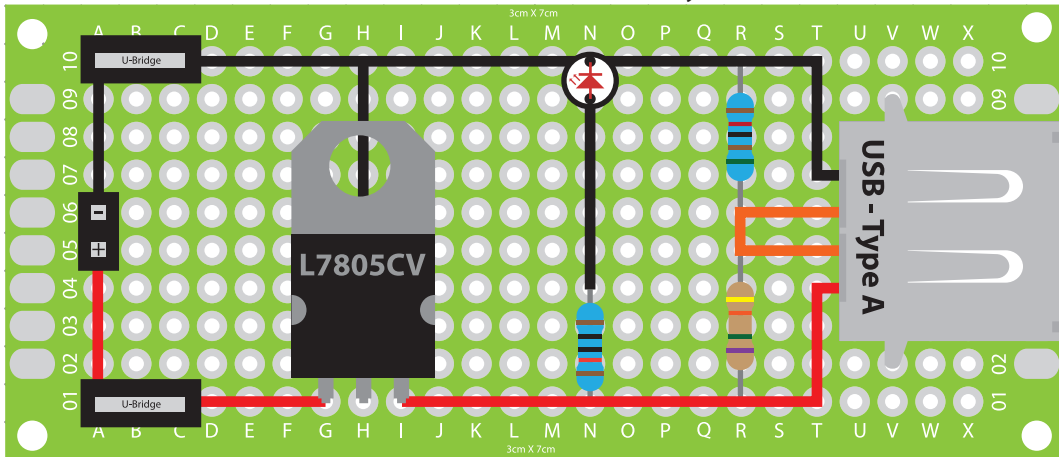 3cm X 7cm
A B C D E F G H I J K L M N O P Q R S T U V W X
10 U-Bridge 10
09 09
08
07
06 -
05 +
04
03
02 02
01 U-Bridge 01
L7805CV
USB - Type A
A B C D E F G H I J K L M N O P Q R S T U V W X
3cm X 7cm